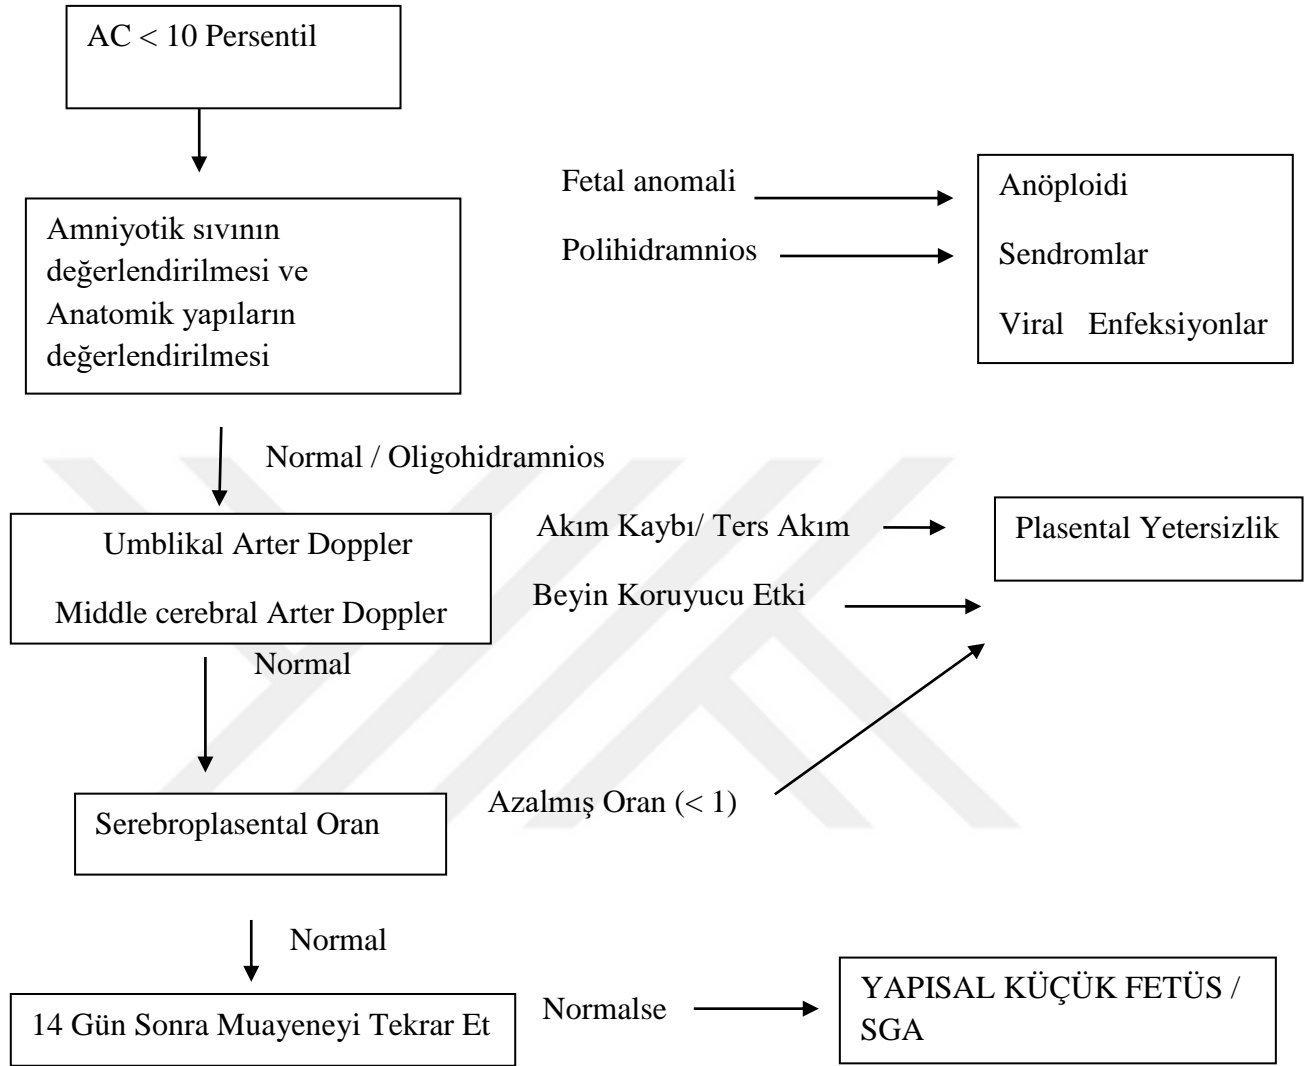 AC < 10 Persentil
Fetal anomali
Polihidramnios
Anöploidi
Sendromlar
Viral Enfeksiyonlar
Amniyotik sıvının
değerlendirilmesi ve
Anatomik yapıların
değerlendirilmesi
Normal / Oligohidramnios
Umblikal Arter Doppler
Middle cerebral Arter Doppler
Akım Kaybı/ Ters Akım
Beyin Koruyucu Etki
Plasental Yetersizlik
Normal
Serebroplasental Oran
Azalmış Oran (< 1)
Normal
14 Gün Sonra Muayeneyi Tekrar Et
Normalse
YAPISAL KÜÇÜK FETÜS /
SGA